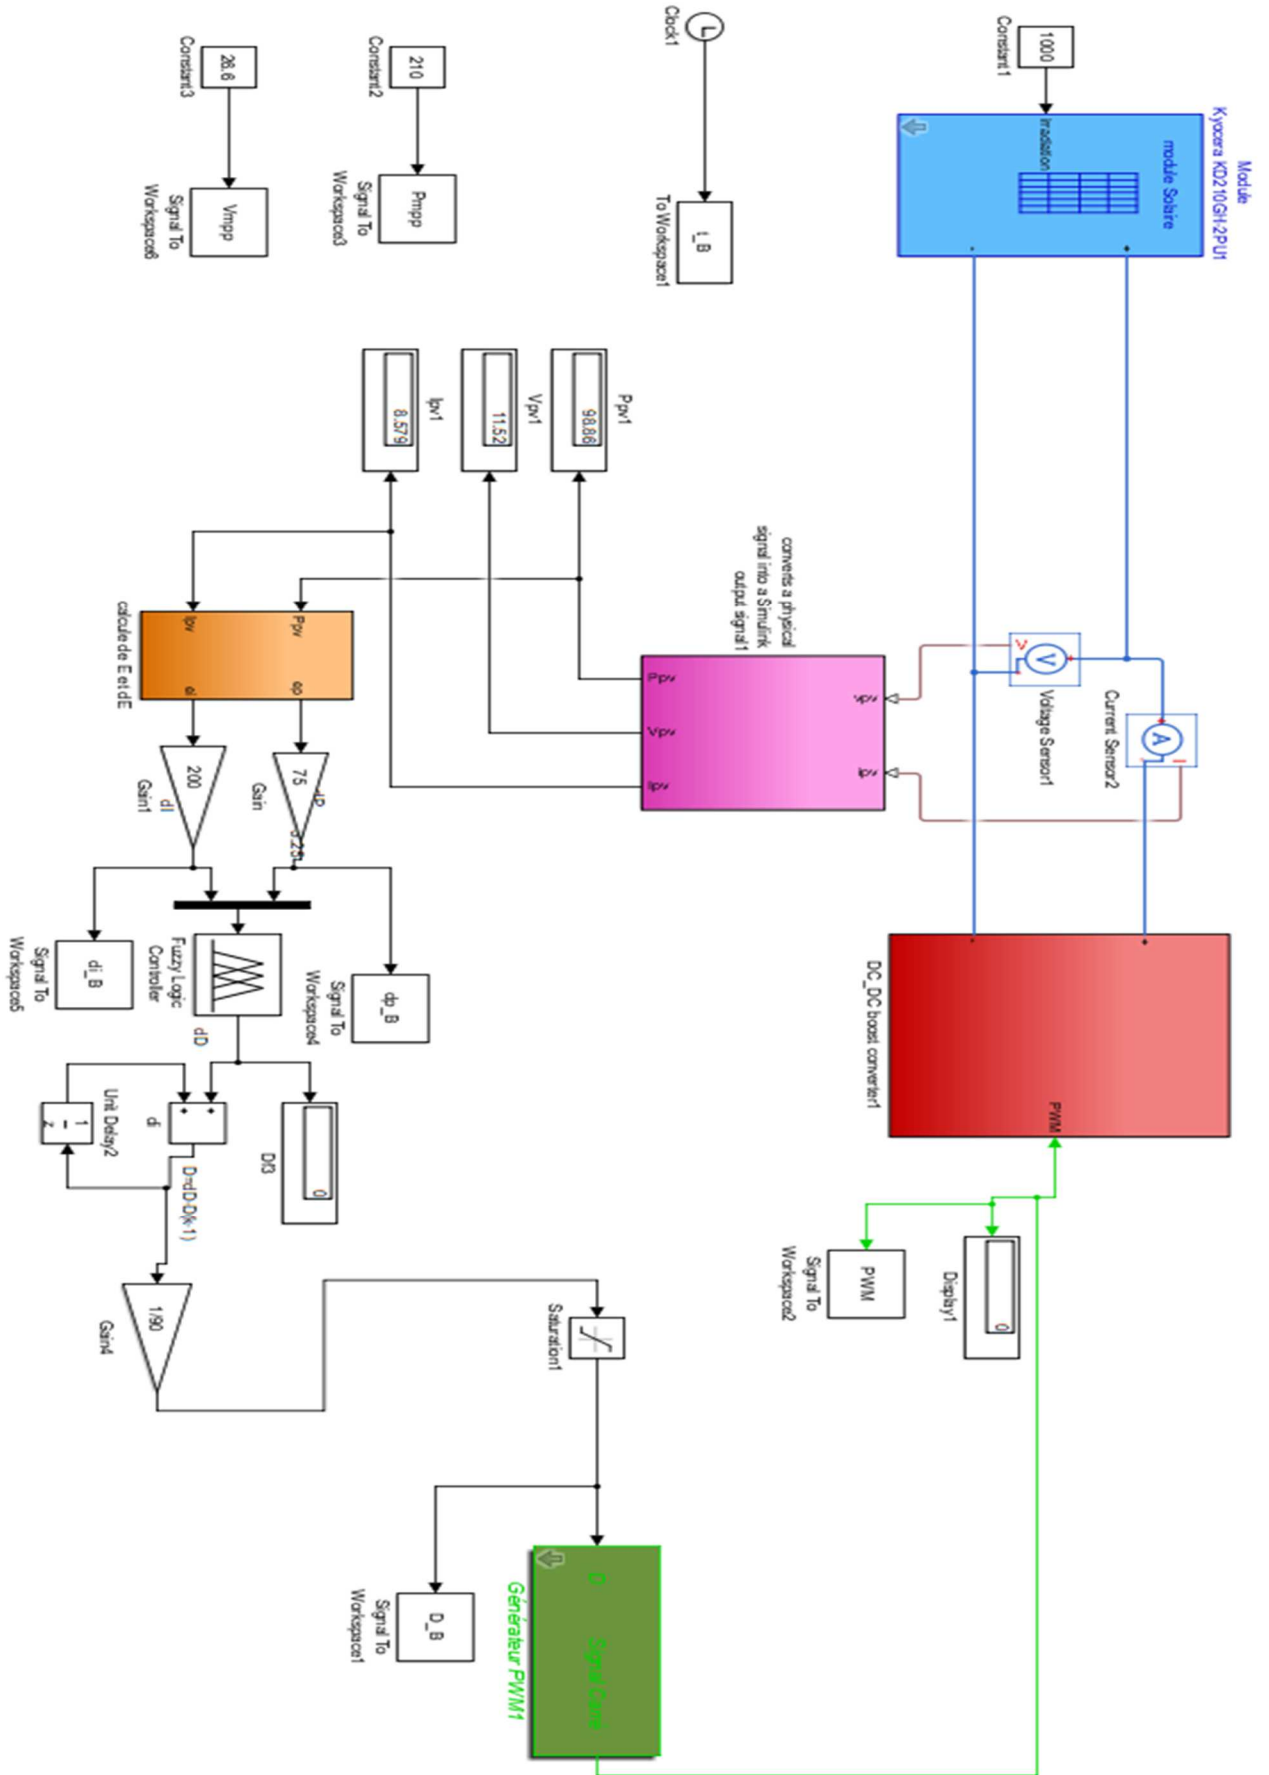 Module
Kyocera KD210GH-2PU1
module Solaire
irradiation
+
-
1000
Constant1
Clock1
t_B
To Workspace1
210
Constant2
Pmpp
Signal To
Workspace3
26.6
Constant3
Vmpp
Signal To
Workspace6
Current Sensor2
A
+
-
I
Voltage Sensor1
V
+
-
V
DC_DC boost converter1
+
-
PWM
converts a physical
signal into a Simulink
output signal1
vpv
ipv
Ppv
Vpv
Ipv
Ppv1
98.86
Vpv1
11.52
Ipv1
8.579
calcule de E et dE
Ppv
Ipv
ep
ei
75
Gain
dP
200
Gain1
dI
dp_B
Signal To
Workspace4
di_B
Signal To
Workspace5
Fuzzy Logic
Controller
dD
0
Df3
+
+
di
1
z
Unit Delay2
D=dD-D(k-1)
1/90
Gain4
Saturation1
D_B
Signal To
Workspace1
D
Signal Carré
Générateur PWM1
0
Display1
PWM
Signal To
Workspace2